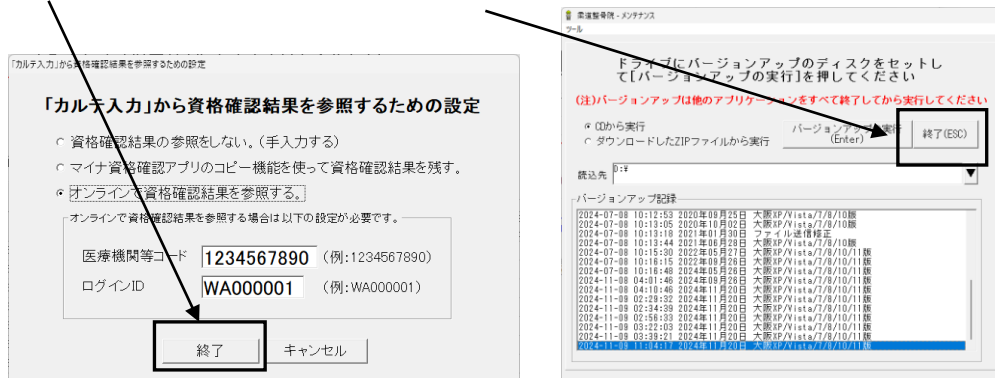 「カルテ入力」から資格確認結果を参照するための設定
「カルテ入力」から資格確認結果を参照するための設定
資格確認結果の参照をしない。(手入力する)
マイナ資格確認アプリのコピー機能を使って資格確認結果を残す。
オンラインで資格確認結果を参照する。
オンラインで資格確認結果を参照する場合は以下の設定が必要です。
医療機関等コード 1234567890 (例:1234567890)
ログインID WA000001 (例:WA000001)
終了 キャンセル
柔道整骨院 - メンテナンス
ツール
ドライブにバージョンアップのディスクをセットし
て[バージョンアップの実行]を押してください
(注)バージョンアップは他のアプリケーションをすべて終了してから実行してください
CDから実行
ダウンロードしたZIPファイルから実行
バージョンアップの実行
(Enter)
終了(ESC)
読込先 D:¥
バージョンアップ記録
2024-07-08 10:12:53 2020年09月25日 大阪XP/Vista/7/8/10版
2024-07-08 10:13:05 2020年10月02日 大阪XP/Vista/7/8/10版
2024-07-08 10:13:18 2021年01月30日 ファイル送信修正
2024-07-08 10:13:44 2021年06月28日 大阪XP/Vista/7/8/10版
2024-07-08 10:15:30 2022年05月27日 大阪XP/Vista/7/8/10/11版
2024-07-08 10:16:15 2022年09月26日 大阪XP/Vista/7/8/10/11版
2024-07-08 10:16:48 2024年05月26日 大阪XP/Vista/7/8/10/11版
2024-11-08 04:01:46 2024年09月26日 大阪XP/Vista/7/8/10/11版
2024-11-08 04:10:46 2024年11月20日 大阪XP/Vista/7/8/10/11版
2024-11-09 02:29:32 2024年11月20日 大阪XP/Vista/7/8/10/11版
2024-11-09 02:34:39 2024年11月20日 大阪XP/Vista/7/8/10/11版
2024-11-09 02:56:33 2024年11月20日 大阪XP/Vista/7/8/10/11版
2024-11-09 03:22:03 2024年11月20日 大阪XP/Vista/7/8/10/11版
2024-11-09 03:39:21 2024年11月20日 大阪XP/Vista/7/8/10/11版
2024-11-09 11:04:17 2024年11月20日 大阪XP/Vista/7/8/10/11版